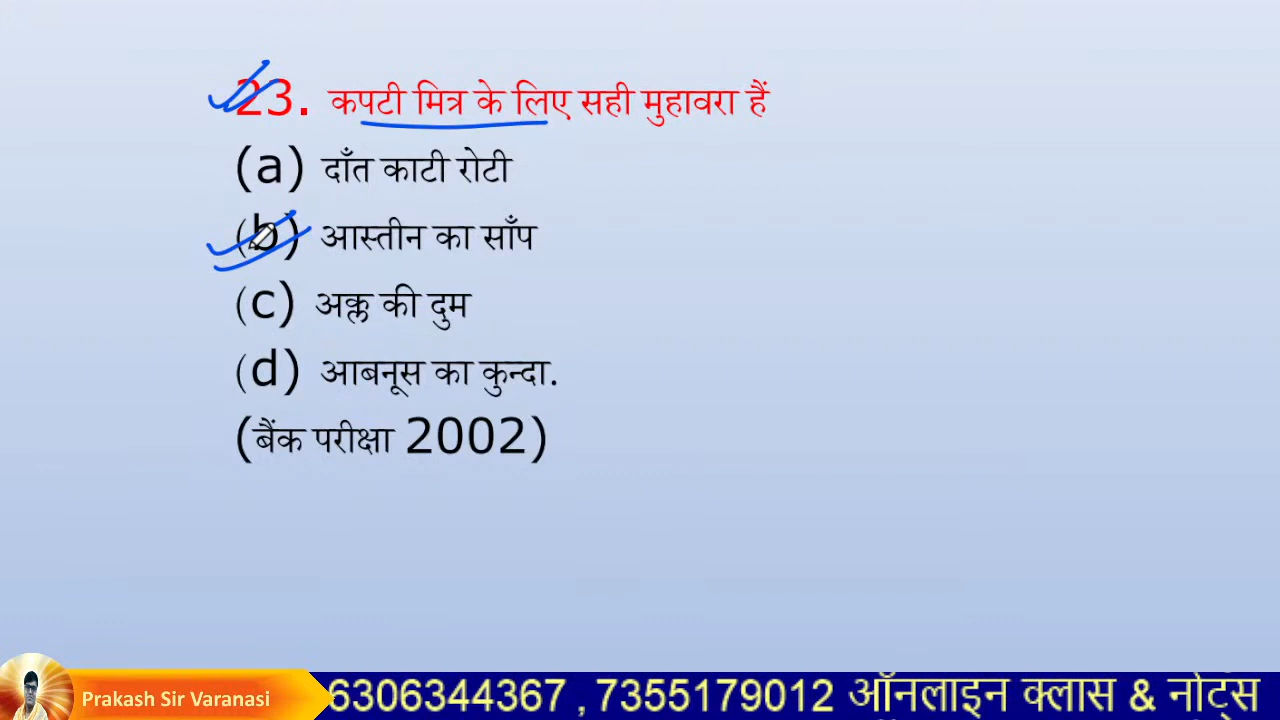 23. कपटी मित्र के लिए सही मुहावरा हैं
(a) दाँत काटी रोटी
(b) आस्तीन का साँप
(c) अक्ल की दुम
(d) आबनूस का कुन्दा.
(बैंक परीक्षा 2002)
Prakash Sir Varanasi
6306344367 , 7355179012 ऑनलाइन क्लास & नोट्स